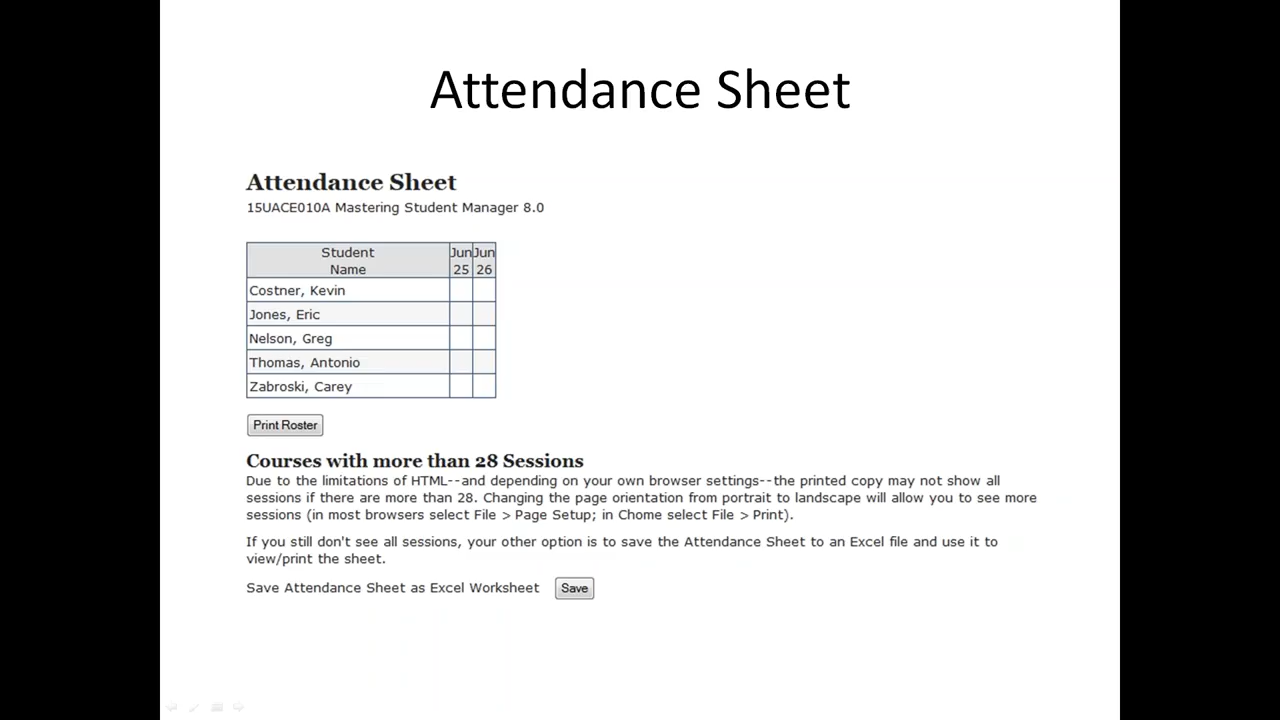 Attendance Sheet
Attendance Sheet
15UACE010A Mastering Student Manager 8.0
Student Name Jun 25 Jun 26
Costner, Kevin
Jones, Eric
Nelson, Greg
Thomas, Antonio
Zabroski, Carey
Print Roster
Courses with more than 28 Sessions
Due to the limitations of HTML--and depending on your own browser settings--the printed copy may not show all
sessions if there are more than 28. Changing the page orientation from portrait to landscape will allow you to see more
sessions (in most browsers select File > Page Setup; in Chome select File > Print).
If you still don't see all sessions, your other option is to save the Attendance Sheet to an Excel file and use it to
view/print the sheet.
Save Attendance Sheet as Excel Worksheet Save